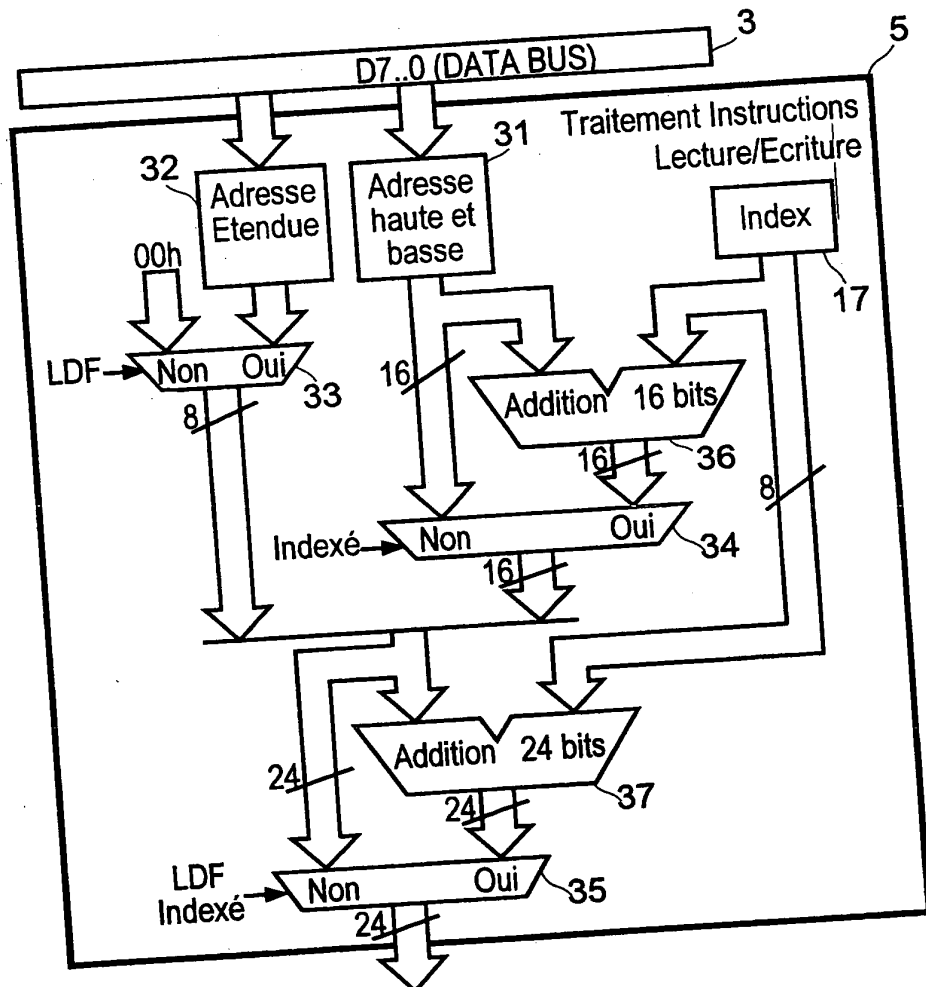 3
5
D7..0 (DATA BUS)
Traitement Instructions
Lecture/Ecriture
31
32
Adresse
Etendue
Adresse
haute et
basse
Index
17
00h
LDF
Non Oui
33
8
16
Addition 16 bits
36
16
8
Indexé
Non Oui
34
16
Addition 24 bits
37
24
24
LDF
Indexé
Non Oui
35
24